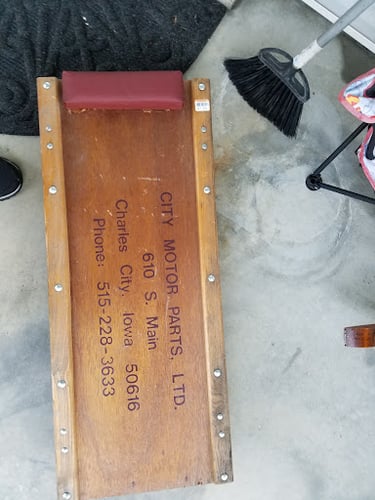 CITY MOTOR PARTS, LTD.
610 S. Main
Charles City, Iowa 50616
Phone: 515-228-3633